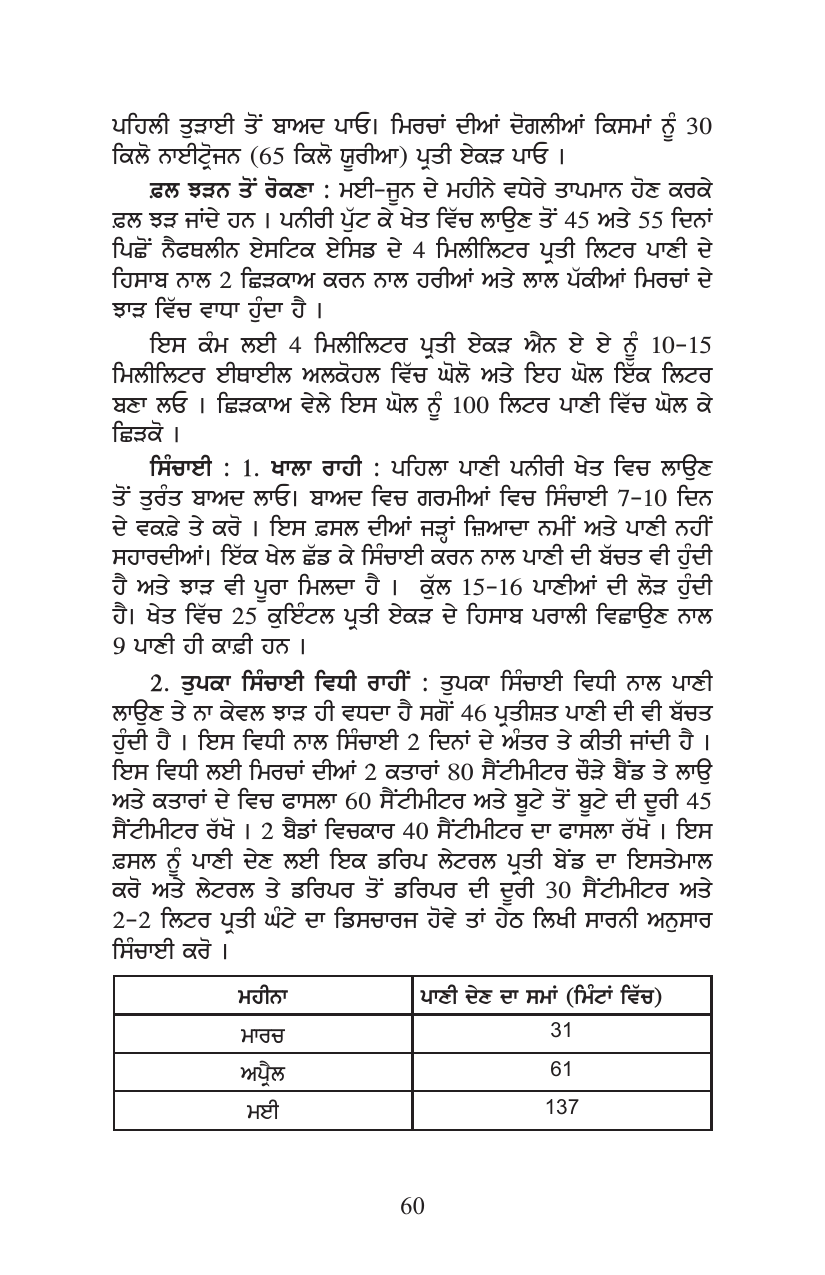 ਪਹਿਲੀ ਤੁੜਾਈ ਤੋਂ ਬਾਅਦ ਪਾਓ। ਮਿਰਚਾਂ ਦੀਆਂ ਦੋਗਲੀਆਂ ਕਿਸਮਾਂ ਨੂੰ 30
ਕਿਲੋ ਨਾਈਟ੍ਰੋਜਨ (65 ਕਿਲੋ ਯੂਰੀਆ) ਪ੍ਰਤੀ ਏਕੜ ਪਾਓ ।
ਫ਼ਲ ਝੜਨ ਤੋਂ ਰੋਕਣਾ : ਮਈ-ਜੂਨ ਦੇ ਮਹੀਨੇ ਵਧੇਰੇ ਤਾਪਮਾਨ ਹੋਣ ਕਰਕੇ
ਫ਼ਲ ਝੜ ਜਾਂਦੇ ਹਨ । ਪਨੀਰੀ ਪੁੱਟ ਕੇ ਖੇਤ ਵਿੱਚ ਲਾਉਣ ਤੋਂ 45 ਅਤੇ 55 ਦਿਨਾਂ
ਪਿਛੋਂ ਨੈਫਥਲੀਨ ਏਸਟਿਕ ਏਸਿਡ ਦੇ 4 ਮਿਲੀਲਿਟਰ ਪ੍ਰਤੀ ਲਿਟਰ ਪਾਣੀ ਦੇ
ਹਿਸਾਬ ਨਾਲ 2 ਛਿੜਕਾਅ ਕਰਨ ਨਾਲ ਹਰੀਆਂ ਅਤੇ ਲਾਲ ਪੱਕੀਆਂ ਮਿਰਚਾਂ ਦੇ
ਝਾੜ ਵਿੱਚ ਵਾਧਾ ਹੁੰਦਾ ਹੈ ।
ਇਸ ਕੰਮ ਲਈ 4 ਮਿਲੀਲਿਟਰ ਪ੍ਰਤੀ ਏਕੜ ਐਨ ਏ ਏ ਨੂੰ 10-15
ਮਿਲੀਲਿਟਰ ਈਥਾਈਲ ਅਲਕੋਹਲ ਵਿੱਚ ਘੋਲੋ ਅਤੇ ਇਹ ਘੋਲ ਇੱਕ ਲਿਟਰ
ਬਣਾ ਲਓ । ਛਿੜਕਾਅ ਵੇਲੇ ਇਸ ਘੋਲ ਨੂੰ 100 ਲਿਟਰ ਪਾਣੀ ਵਿੱਚ ਘੋਲ ਕੇ
ਛਿੜਕੋ ।
ਸਿੰਚਾਈ : 1. ਖਾਲਾ ਰਾਹੀ : ਪਹਿਲਾ ਪਾਣੀ ਪਨੀਰੀ ਖੇਤ ਵਿਚ ਲਾਉਣ
ਤੋਂ ਤੁਰੰਤ ਬਾਅਦ ਲਾਓ। ਬਾਅਦ ਵਿਚ ਗਰਮੀਆਂ ਵਿਚ ਸਿੰਚਾਈ 7-10 ਦਿਨ
ਦੇ ਵਕਫ਼ੇ ਤੇ ਕਰੋ । ਇਸ ਫ਼ਸਲ ਦੀਆਂ ਜੜ੍ਹਾਂ ਜ਼ਿਆਦਾ ਨਮੀਂ ਅਤੇ ਪਾਣੀ ਨਹੀਂ
ਸਹਾਰਦੀਆਂ। ਇੱਕ ਖੇਲ ਛੱਡ ਕੇ ਸਿੰਚਾਈ ਕਰਨ ਨਾਲ ਪਾਣੀ ਦੀ ਬੱਚਤ ਵੀ ਹੁੰਦੀ
ਹੈ ਅਤੇ ਝਾੜ ਵੀ ਪੂਰਾ ਮਿਲਦਾ ਹੈ । ਕੁੱਲ 15-16 ਪਾਣੀਆਂ ਦੀ ਲੋੜ ਹੁੰਦੀ
ਹੈ। ਖੇਤ ਵਿੱਚ 25 ਕੁਇੰਟਲ ਪ੍ਰਤੀ ਏਕੜ ਦੇ ਹਿਸਾਬ ਪਰਾਲੀ ਵਿਛਾਉਣ ਨਾਲ
9 ਪਾਣੀ ਹੀ ਕਾਫ਼ੀ ਹਨ ।
2. ਤੁਪਕਾ ਸਿੰਚਾਈ ਵਿਧੀ ਰਾਹੀਂ : ਤੁਪਕਾ ਸਿੰਚਾਈ ਵਿਧੀ ਨਾਲ ਪਾਣੀ
ਲਾਉਣ ਤੇ ਨਾ ਕੇਵਲ ਝਾੜ ਹੀ ਵਧਦਾ ਹੈ ਸਗੋਂ 46 ਪ੍ਰਤੀਸ਼ਤ ਪਾਣੀ ਦੀ ਵੀ ਬੱਚਤ
ਹੁੰਦੀ ਹੈ । ਇਸ ਵਿਧੀ ਨਾਲ ਸਿੰਚਾਈ 2 ਦਿਨਾਂ ਦੇ ਅੰਤਰ ਤੇ ਕੀਤੀ ਜਾਂਦੀ ਹੈ ।
ਇਸ ਵਿਧੀ ਲਈ ਮਿਰਚਾਂ ਦੀਆਂ 2 ਕਤਾਰਾਂ 80 ਸੈਂਟੀਮੀਟਰ ਚੌੜੇ ਬੈਂਡ ਤੇ ਲਾਉ
ਅਤੇ ਕਤਾਰਾਂ ਦੇ ਵਿਚ ਫਾਸਲਾ 60 ਸੈਂਟੀਮੀਟਰ ਅਤੇ ਬੂਟੇ ਤੋਂ ਬੂਟੇ ਦੀ ਦੂਰੀ 45
ਸੈਂਟੀਮੀਟਰ ਰੱਖੋ । 2 ਬੈਡਾਂ ਵਿਚਕਾਰ 40 ਸੈਂਟੀਮੀਟਰ ਦਾ ਫਾਸਲਾ ਰੱਖੋ । ਇਸ
ਫ਼ਸਲ ਨੂੰ ਪਾਣੀ ਦੇਣ ਲਈ ਇਕ ਡਰਿਪ ਲੇਟਰਲ ਪ੍ਰਤੀ ਬੇਂਡ ਦਾ ਇਸਤੇਮਾਲ
ਕਰੋ ਅਤੇ ਲੇਟਰਲ ਤੇ ਡਰਿਪਰ ਤੋਂ ਡਰਿਪਰ ਦੀ ਦੂਰੀ 30 ਸੈਂਟੀਮੀਟਰ ਅਤੇ
2-2 ਲਿਟਰ ਪ੍ਰਤੀ ਘੰਟੇ ਦਾ ਡਿਸਚਾਰਜ ਹੋਵੇ ਤਾਂ ਹੇਠ ਲਿਖੀ ਸਾਰਨੀ ਅਨੁਸਾਰ
ਸਿੰਚਾਈ ਕਰੋ ।
ਮਹੀਨਾ ਪਾਣੀ ਦੇਣ ਦਾ ਸਮਾਂ (ਮਿੰਟਾਂ ਵਿੱਚ)
ਮਾਰਚ 31
ਅਪ੍ਰੈਲ 61
ਮਈ 137
60